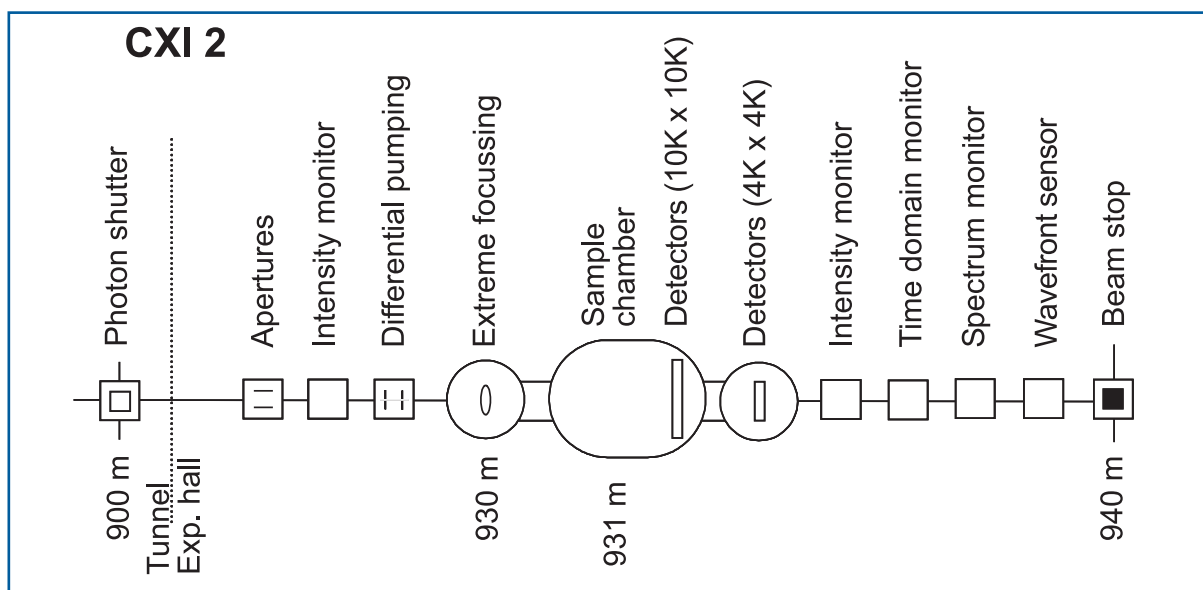 CXI 2
Photon shutter
Apertures
Intensity monitor
Differential pumping
Extreme focussing
Sample
chamber
Detectors (10K x 10K)
Detectors (4K x 4K)
Intensity monitor
Time domain monitor
Spectrum monitor
Wavefront sensor
Beam stop
900 m
Tunnel
Exp. hall
930 m
931 m
940 m